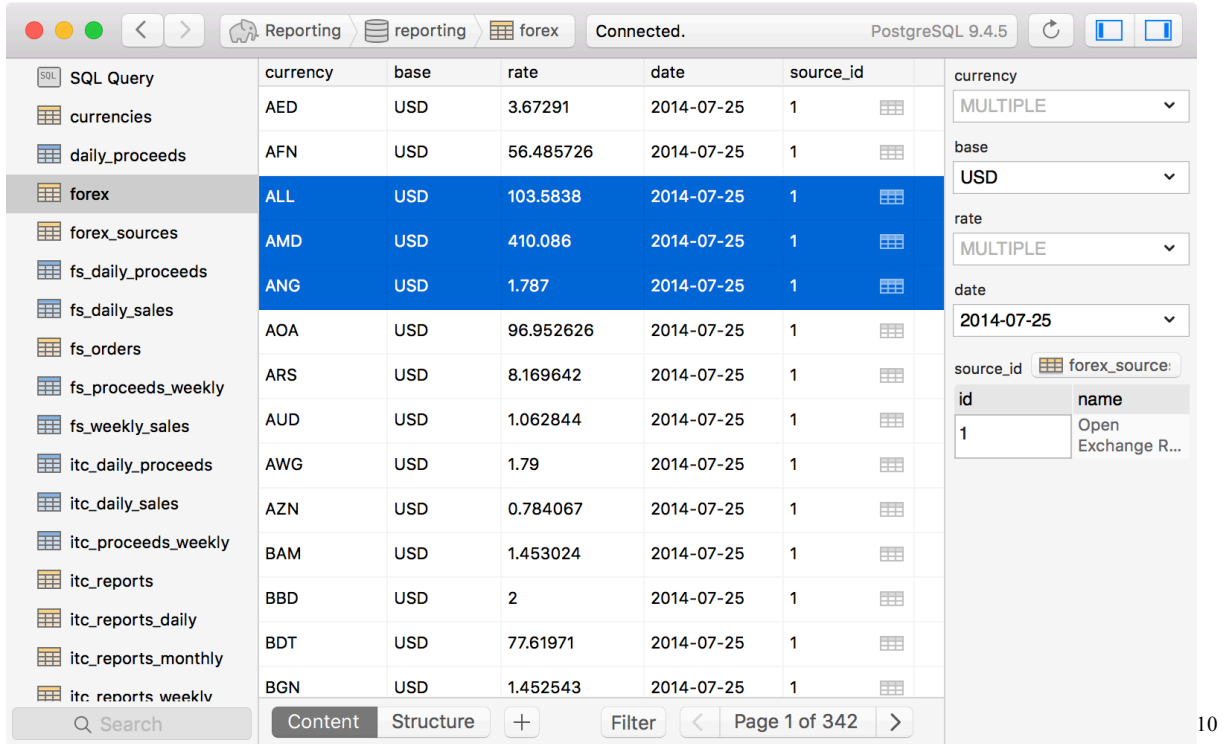 Reporting reporting forex Connected. PostgreSQL 9.4.5
SQL SQL Query
currencies
daily_proceeds
forex
forex_sources
fs_daily_proceeds
fs_daily_sales
fs_orders
fs_proceeds_weekly
fs_weekly_sales
itc_daily_proceeds
itc_daily_sales
itc_proceeds_weekly
itc_reports
itc_reports_daily
itc_reports_monthly
itc_reports_weekly
Search
currency base rate date source_id
AED USD 3.67291 2014-07-25 1
AFN USD 56.485726 2014-07-25 1
ALL USD 103.5838 2014-07-25 1
AMD USD 410.086 2014-07-25 1
ANG USD 1.787 2014-07-25 1
AOA USD 96.952626 2014-07-25 1
ARS USD 8.169642 2014-07-25 1
AUD USD 1.062844 2014-07-25 1
AWG USD 1.79 2014-07-25 1
AZN USD 0.784067 2014-07-25 1
BAM USD 1.453024 2014-07-25 1
BBD USD 2 2014-07-25 1
BDT USD 77.61971 2014-07-25 1
BGN USD 1.452543 2014-07-25 1
Content Structure + Filter < Page 1 of 342 >
currency
MULTIPLE
base
USD
rate
MULTIPLE
date
2014-07-25
source_id forex_source
id name
1 Open
Exchange R...
10